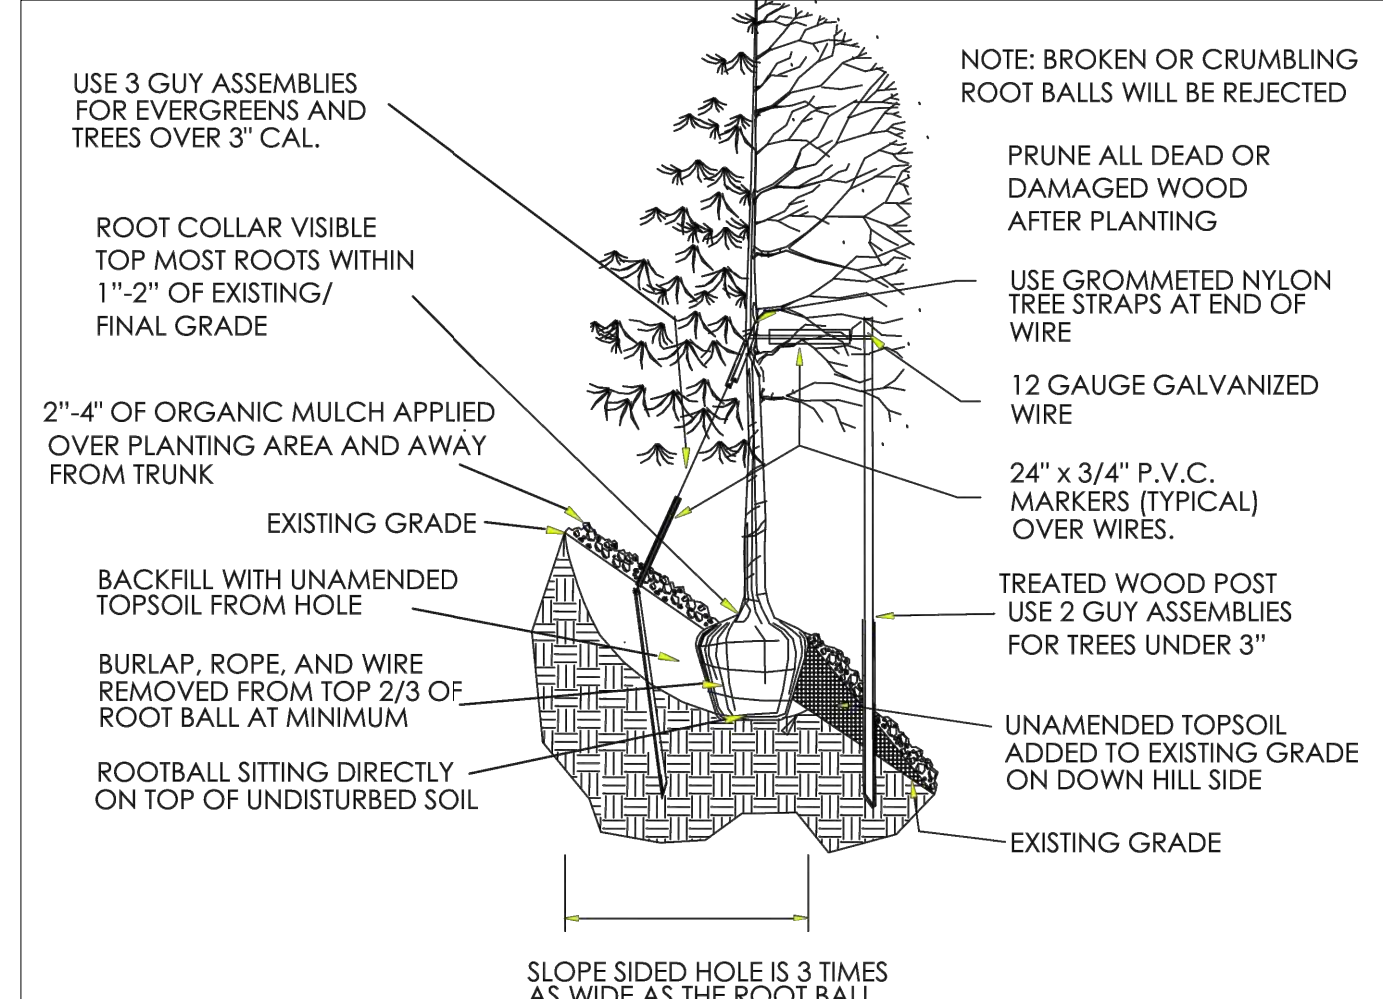 USE 3 GUY ASSEMBLIES
FOR EVERGREENS AND
TREES OVER 3" CAL.
ROOT COLLAR VISIBLE
TOP MOST ROOTS WITHIN
1”-2” OF EXISTING/
FINAL GRADE
2”-4" OF ORGANIC MULCH APPLIED
OVER PLANTING AREA AND AWAY
FROM TRUNK
EXISTING GRADE
BACKFILL WITH UNAMENDED
TOPSOIL FROM HOLE
BURLAP, ROPE, AND WIRE
REMOVED FROM TOP 2/3 OF
ROOT BALL AT MINIMUM
ROOTBALL SITTING DIRECTLY
ON TOP OF UNDISTURBED SOIL
NOTE: BROKEN OR CRUMBLING
ROOT BALLS WILL BE REJECTED
PRUNE ALL DEAD OR
DAMAGED WOOD
AFTER PLANTING
USE GROMMETED NYLON
TREE STRAPS AT END OF
WIRE
12 GAUGE GALVANIZED
WIRE
24" x 3/4" P.V.C.
MARKERS (TYPICAL)
OVER WIRES.
TREATED WOOD POST
USE 2 GUY ASSEMBLIES
FOR TREES UNDER 3”
UNAMENDED TOPSOIL
ADDED TO EXISTING GRADE
ON DOWN HILL SIDE
EXISTING GRADE
SLOPE SIDED HOLE IS 3 TIMES
AS WIDE AS THE ROOT BALL